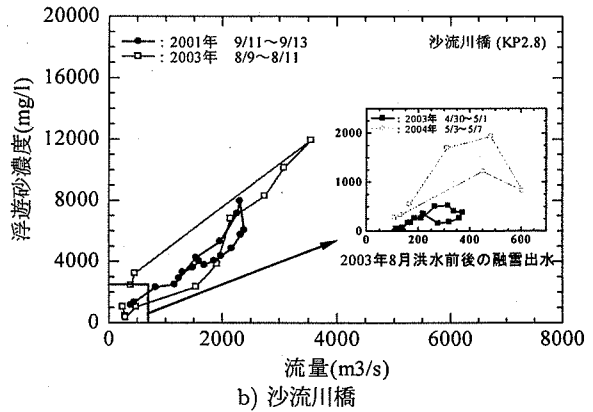 20000
16000
12000
8000
4000
0
浮遊砂濃度(mg/l)
: 2001年 9/11～9/13
: 2003年 8/9～8/11
沙流川橋 (KP2.8)
: 2003年 4/30～5/1
: 2004年 5/3～5/7
2000
1000
0
0 200 400 600
2003年8月洪水前後の融雪出水
0 2000 4000 6000 8000
流量(m3/s)
b) 沙流川橋